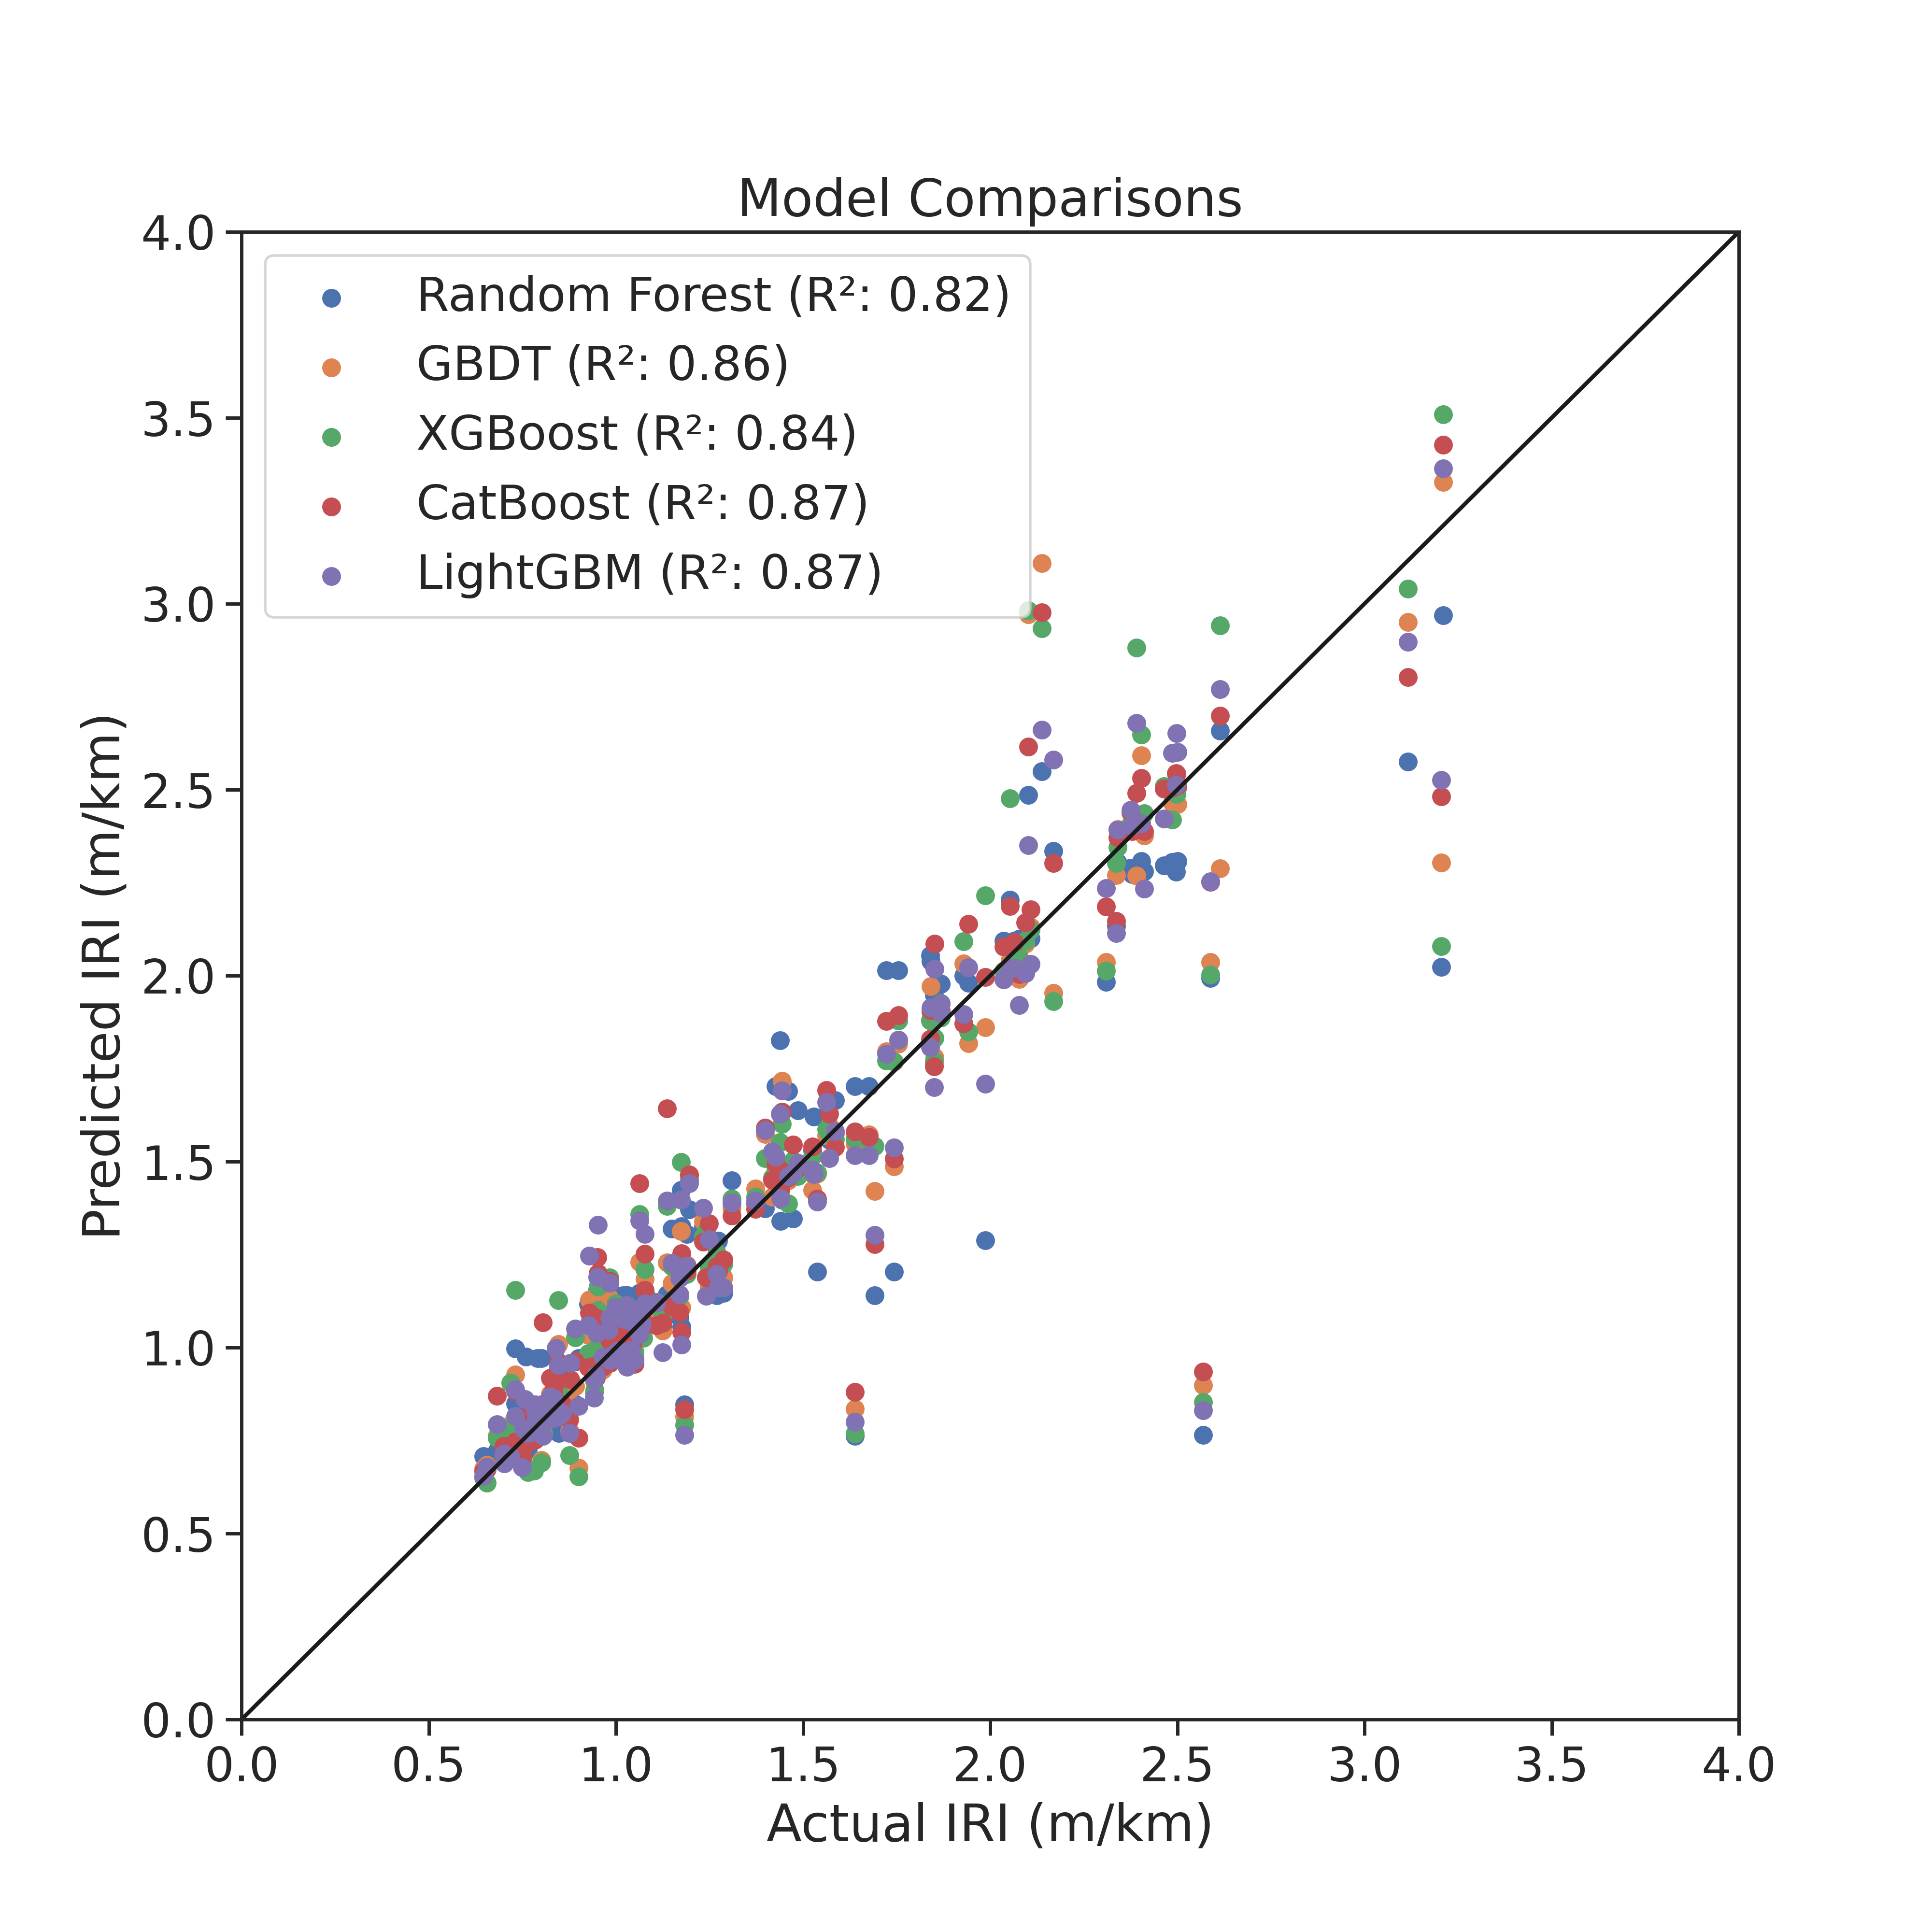 Model Comparisons
4.0
3.5
3.0
2.5
2.0
1.5
1.0
0.5
0.0
Predicted IRI (m/km)
Random Forest (R²: 0.82)
GBDT (R²: 0.86)
XGBoost (R²: 0.84)
CatBoost (R²: 0.87)
LightGBM (R²: 0.87)
0.0 0.5 1.0 1.5 2.0 2.5 3.0 3.5 4.0
Actual IRI (m/km)